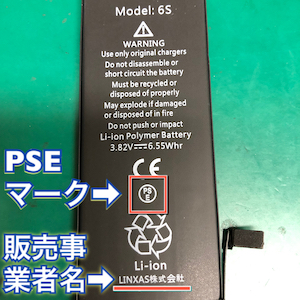 Model: 6S
WARNING
Use only original chargers
Do not disassemble or
short circuit the battery
Must be recycled or
disposed of properly
May explode if damaged
or disposed of in fire
Do not push or impact
Li-ion Polymer Battery
3.82V⎓6.55Whr
CE
PSE
マーク➡
PS
E
販売事
業者名➡
Li-ion
LINXAS株式会社